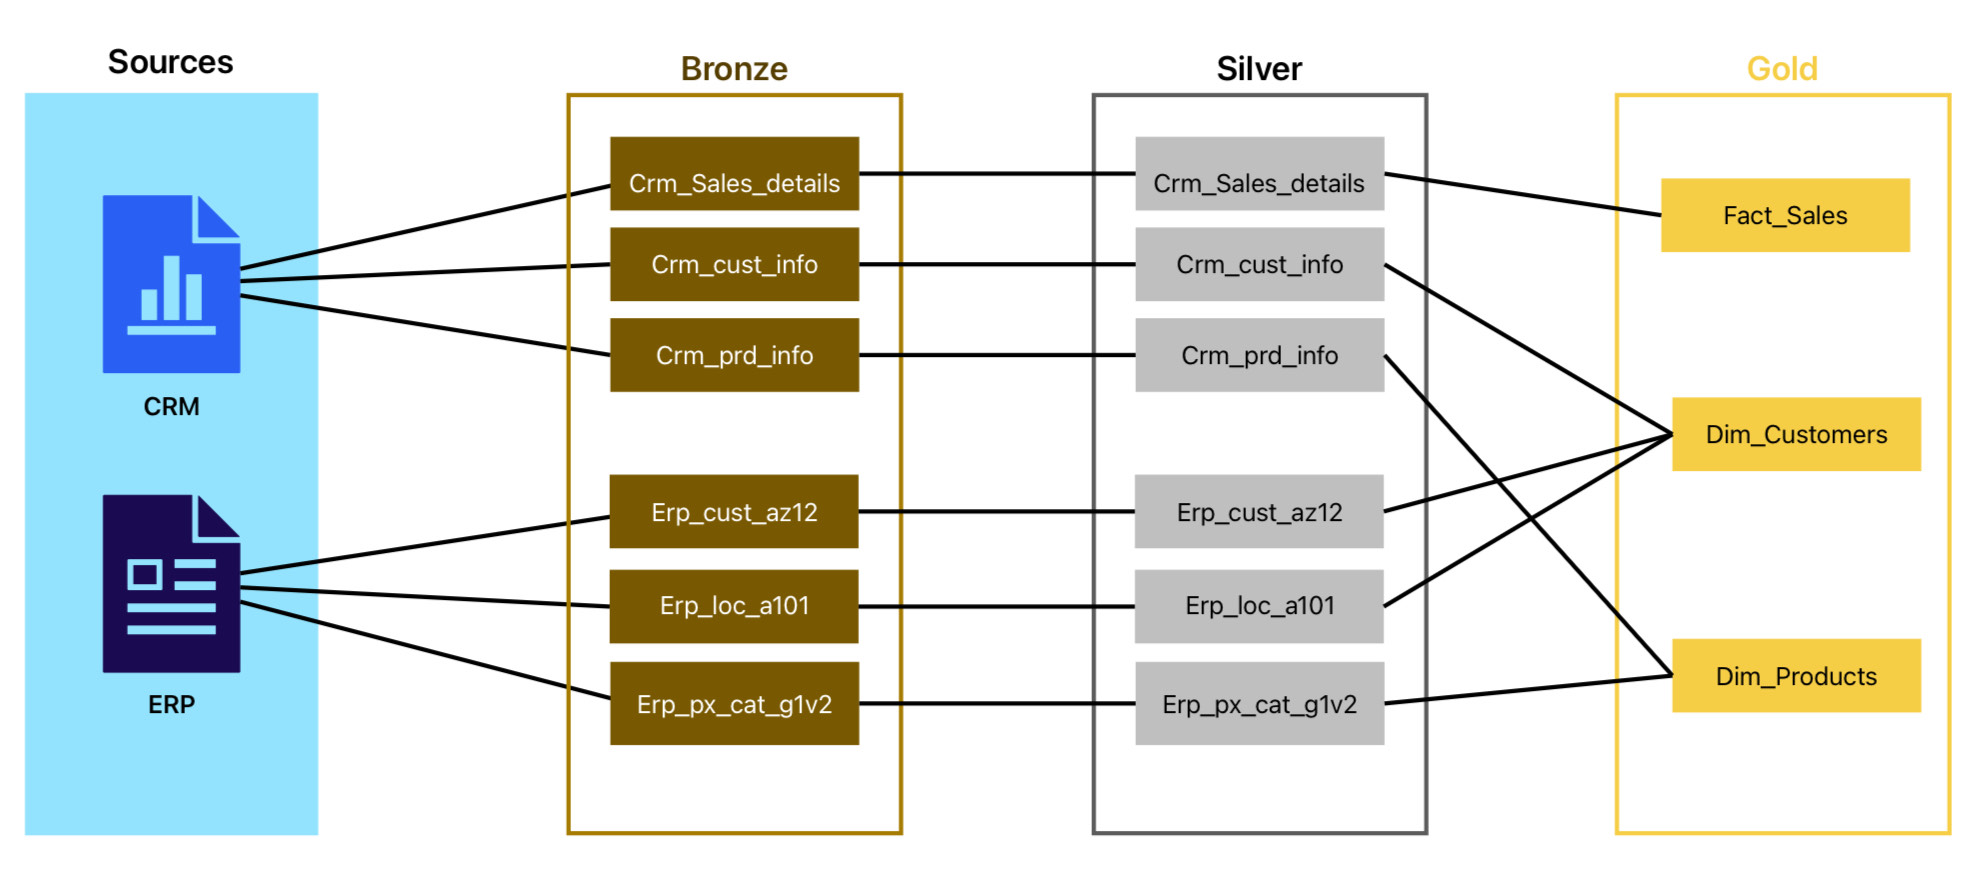 Sources
Bronze
Silver
Gold
CRM
ERP
Crm_Sales_details
Crm_cust_info
Crm_prd_info
Erp_cust_az12
Erp_loc_a101
Erp_px_cat_g1v2
Crm_Sales_details
Crm_cust_info
Crm_prd_info
Erp_cust_az12
Erp_loc_a101
Erp_px_cat_g1v2
Fact_Sales
Dim_Customers
Dim_Products